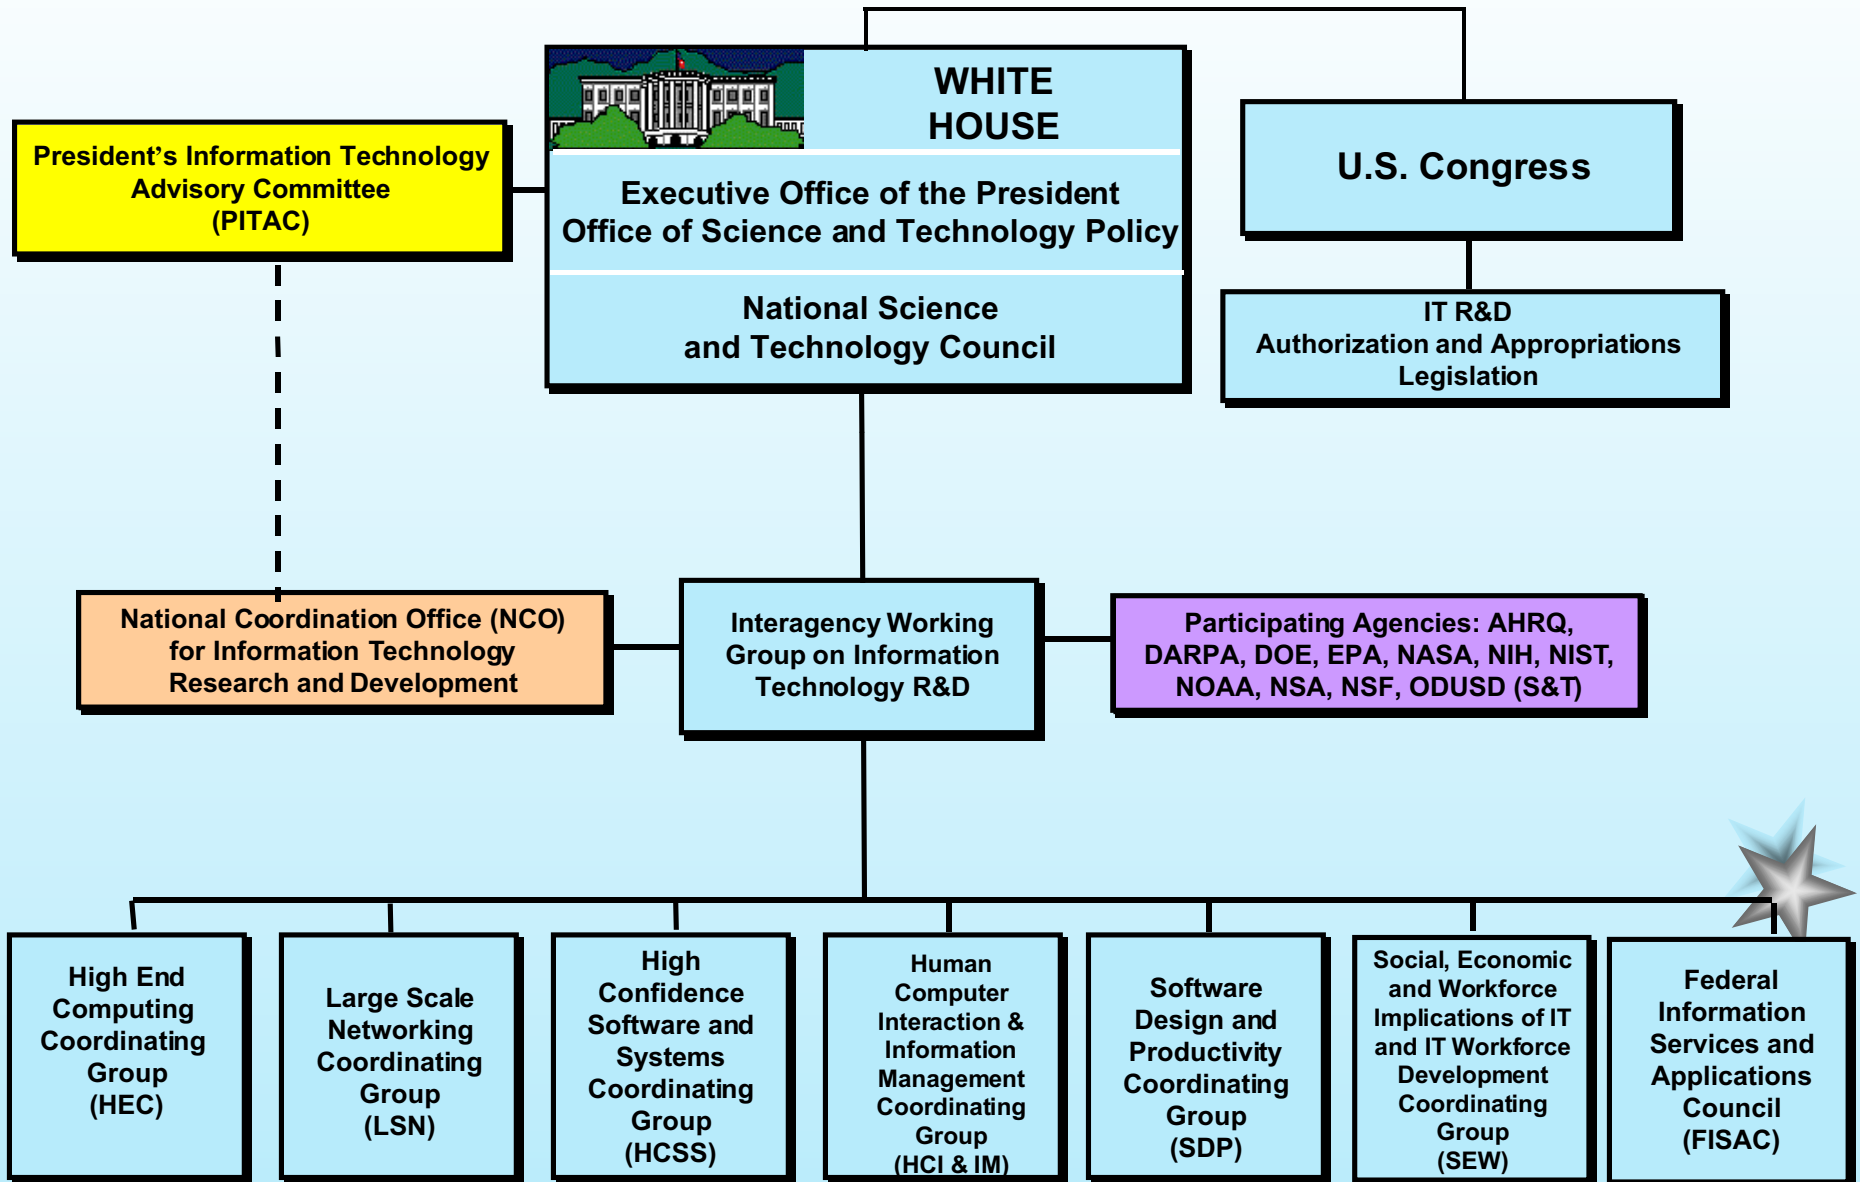 WHITE
HOUSE
President’s Information Technology
Advisory Committee
(PITAC)
Executive Office of the President
Office of Science and Technology Policy
National Science
and Technology Council
U.S. Congress
IT R&D
Authorization and Appropriations
Legislation
National Coordination Office (NCO)
for Information Technology
Research and Development
Interagency Working
Group on Information
Technology R&D
Participating Agencies: AHRQ,
DARPA, DOE, EPA, NASA, NIH, NIST,
NOAA, NSA, NSF, ODUSD (S&T)
High End
Computing
Coordinating
Group
(HEC)
Large Scale
Networking
Coordinating
Group
(LSN)
High
Confidence
Software and
Systems
Coordinating
Group
(HCSS)
Human
Computer
Interaction &
Information
Management
Coordinating
Group
(HCI & IM)
Software
Design and
Productivity
Coordinating
Group
(SDP)
Social, Economic
and Workforce
Implications of IT
and IT Workforce
Development
Coordinating
Group
(SEW)
Federal
Information
Services and
Applications
Council
(FISAC)